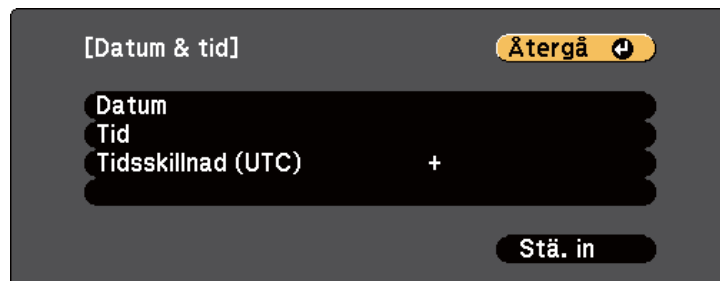 [Datum & tid] Återgå
Datum
Tid
Tidsskillnad (UTC) +
Stä. in